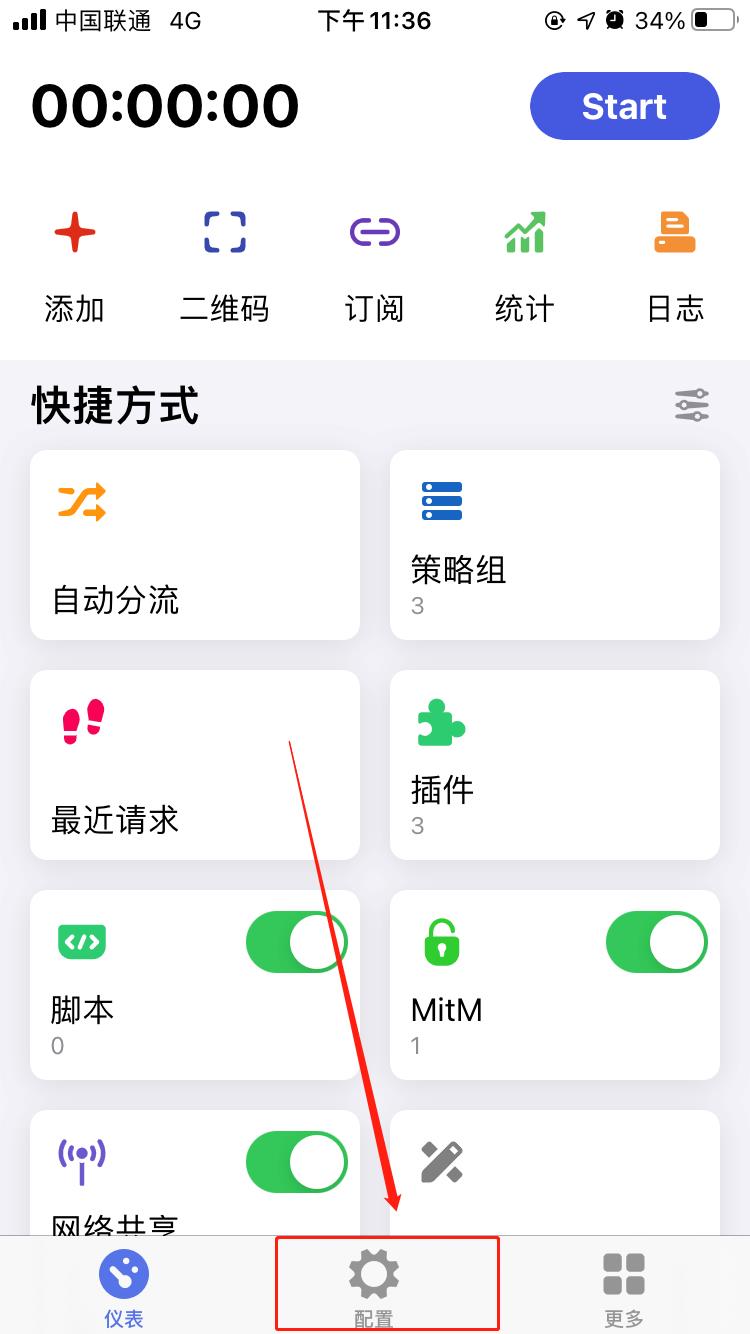 中国联通 4G 下午 11:36 34%
00:00:00 Start
添加 二维码 订阅 统计 日志
快捷方式
自动分流
策略组
3
最近请求
插件
3
脚本
0
MitM
1
网络共享
仪表 配置 更多